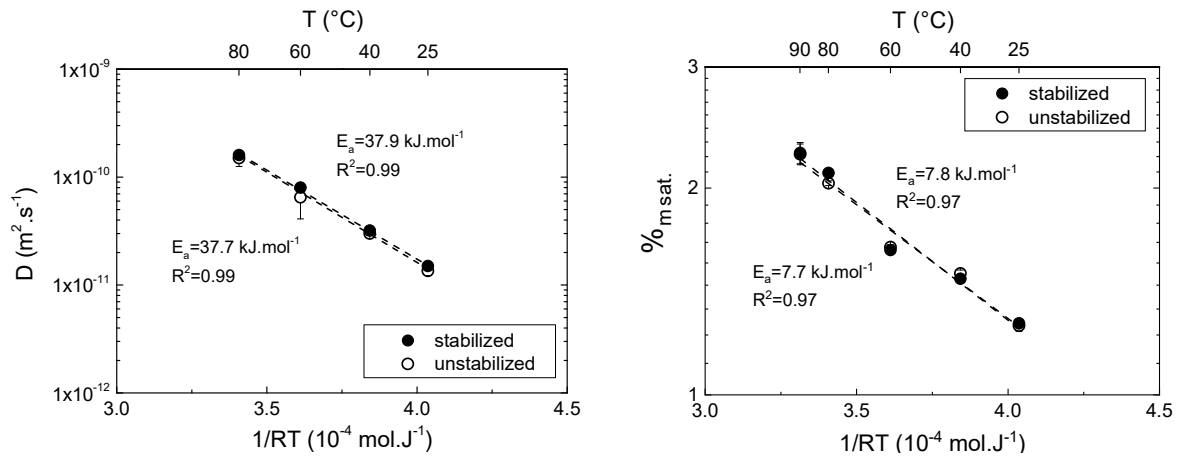 T (°C)
80 60 40 25
1x10⁻⁹
1x10⁻¹⁰
1x10⁻¹¹
1x10⁻¹²
D (m².s⁻¹)
Eₐ=37.9 kJ.mol⁻¹
R²=0.99
Eₐ=37.7 kJ.mol⁻¹
R²=0.99
stabilized
unstabilized
3.0 3.5 4.0 4.5
1/RT (10⁻⁴ mol.J⁻¹)
T (°C)
90 80 60 40 25
3
2
1
%m sat.
stabilized
unstabilized
Eₐ=7.8 kJ.mol⁻¹
R²=0.97
Eₐ=7.7 kJ.mol⁻¹
R²=0.97
3.0 3.5 4.0 4.5
1/RT (10⁻⁴ mol.J⁻¹)